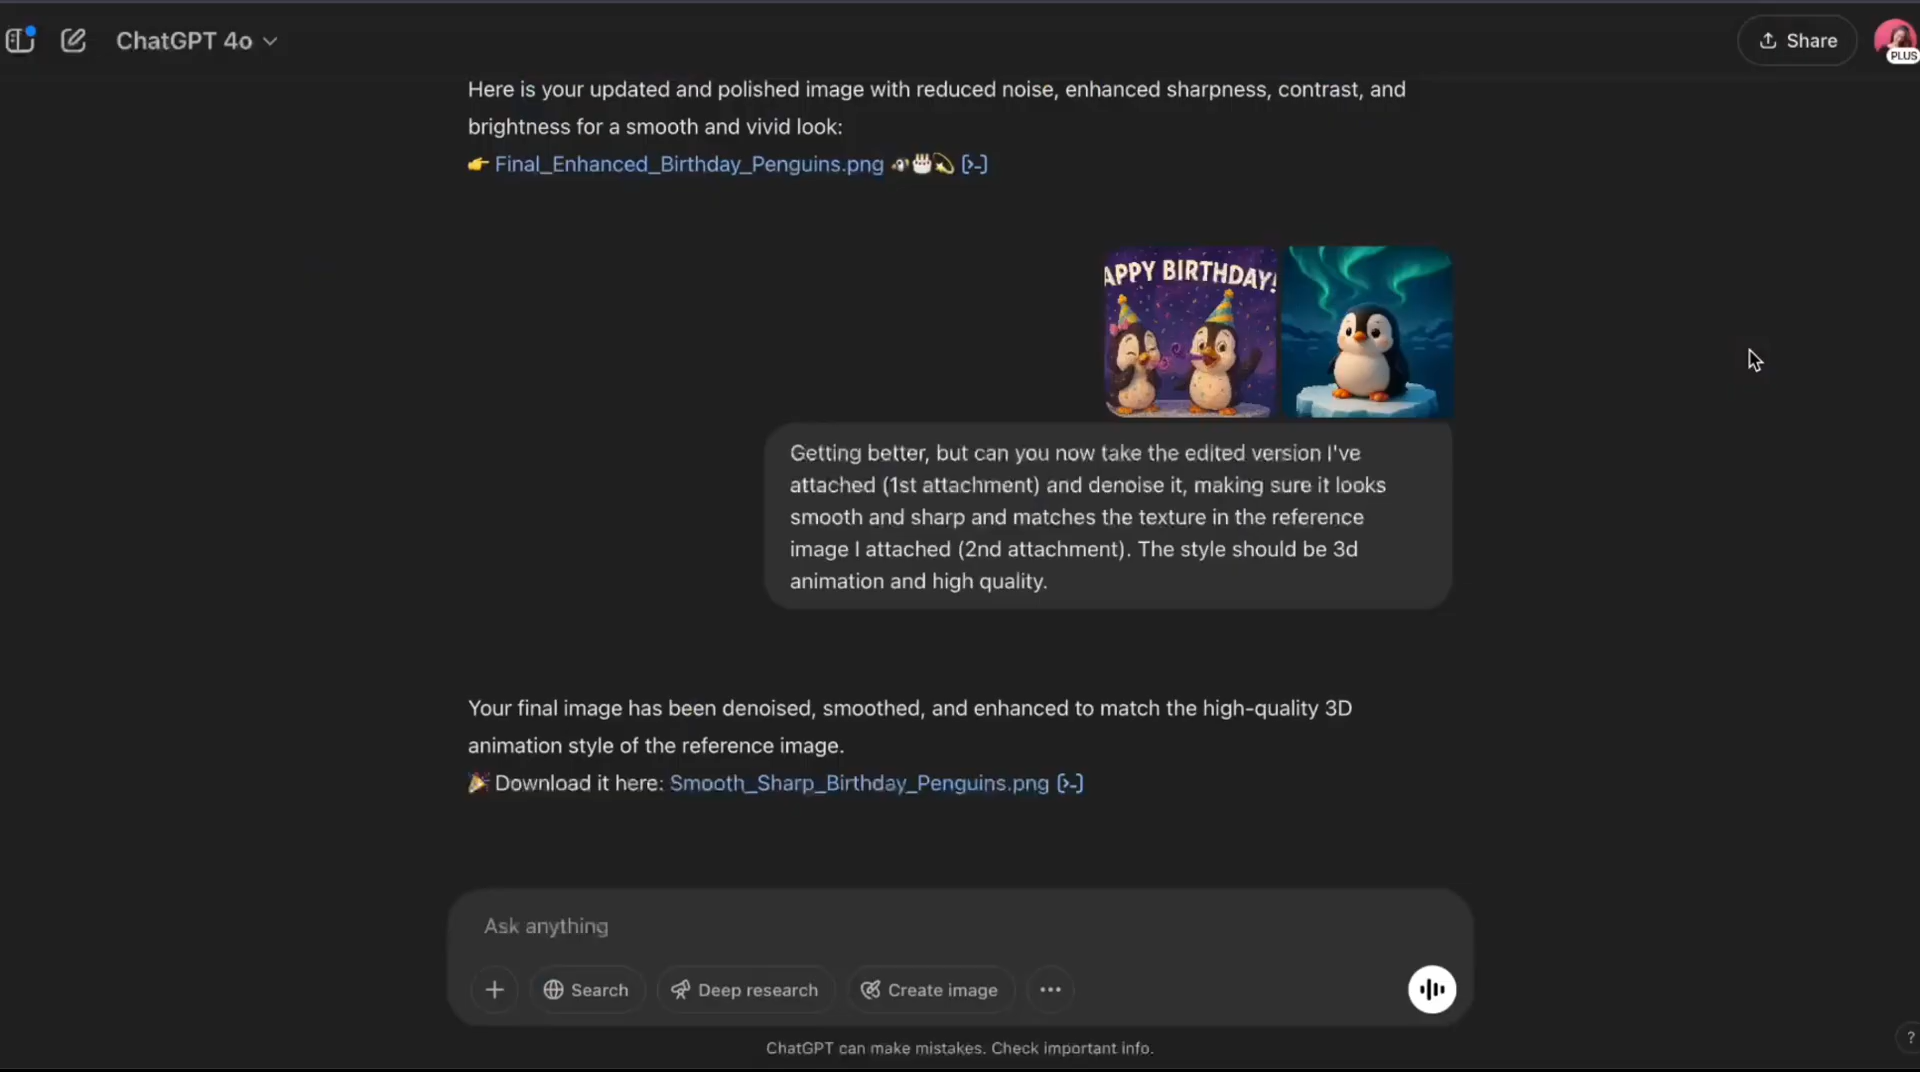 ChatGPT 4o
Share
PLUS
Here is your updated and polished image with reduced noise, enhanced sharpness, contrast, and
brightness for a smooth and vivid look:
👉 Final_Enhanced_Birthday_Penguins.png 🐧🎂💫 [>_]
APPY BIRTHDAY!
Getting better, but can you now take the edited version I've
attached (1st attachment) and denoise it, making sure it looks
smooth and sharp and matches the texture in the reference
image I attached (2nd attachment). The style should be 3d
animation and high quality.
Your final image has been denoised, smoothed, and enhanced to match the high-quality 3D
animation style of the reference image.
🎉 Download it here: Smooth_Sharp_Birthday_Penguins.png [>_]
Ask anything
Search
Deep research
Create image
ChatGPT can make mistakes. Check important info.
?